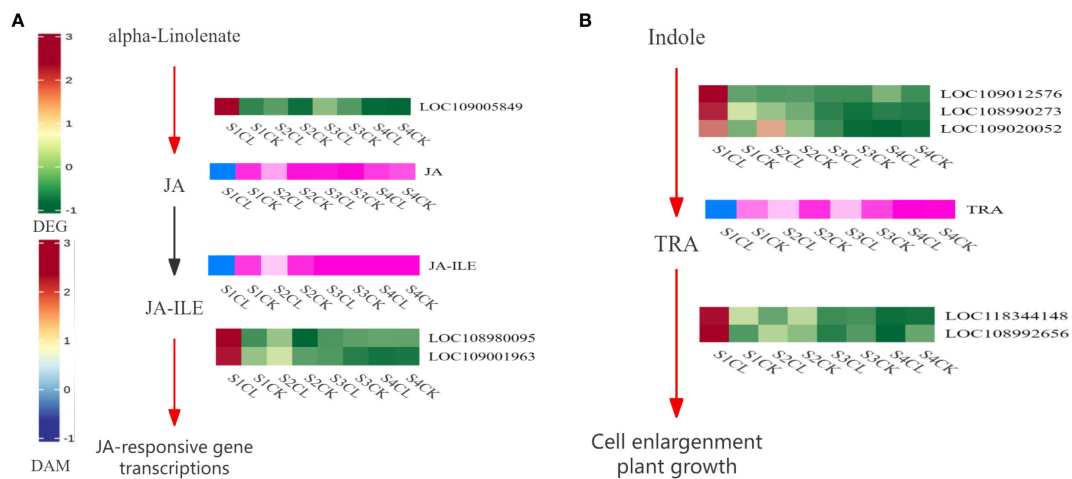 A
B
3
2
1
0
-1
DEG
3
2
1
0
-1
DAM
alpha-Linolenate
LOC109005849
S1CL S1CK S2CL S2CK S3CL S3CK S4CL S4CK
JA
JA
S1CL S1CK S2CL S2CK S3CL S3CK S4CL S4CK
JA-ILE
S1CL S1CK S2CL S2CK S3CL S3CK S4CL S4CK
JA-ILE
LOC108980095
LOC109001963
S1CL S1CK S2CL S2CK S3CL S3CK S4CL S4CK
JA-responsive gene
transcriptions
Indole
LOC109012576
LOC108990273
LOC109020052
S1CL S1CK S2CL S2CK S3CL S3CK S4CL S4CK
TRA
S1CL S1CK S2CL S2CK S3CL S3CK S4CL S4CK
TRA
LOC118344148
LOC108992656
S1CL S1CK S2CL S2CK S3CL S3CK S4CL S4CK
Cell enlargenment
plant growth